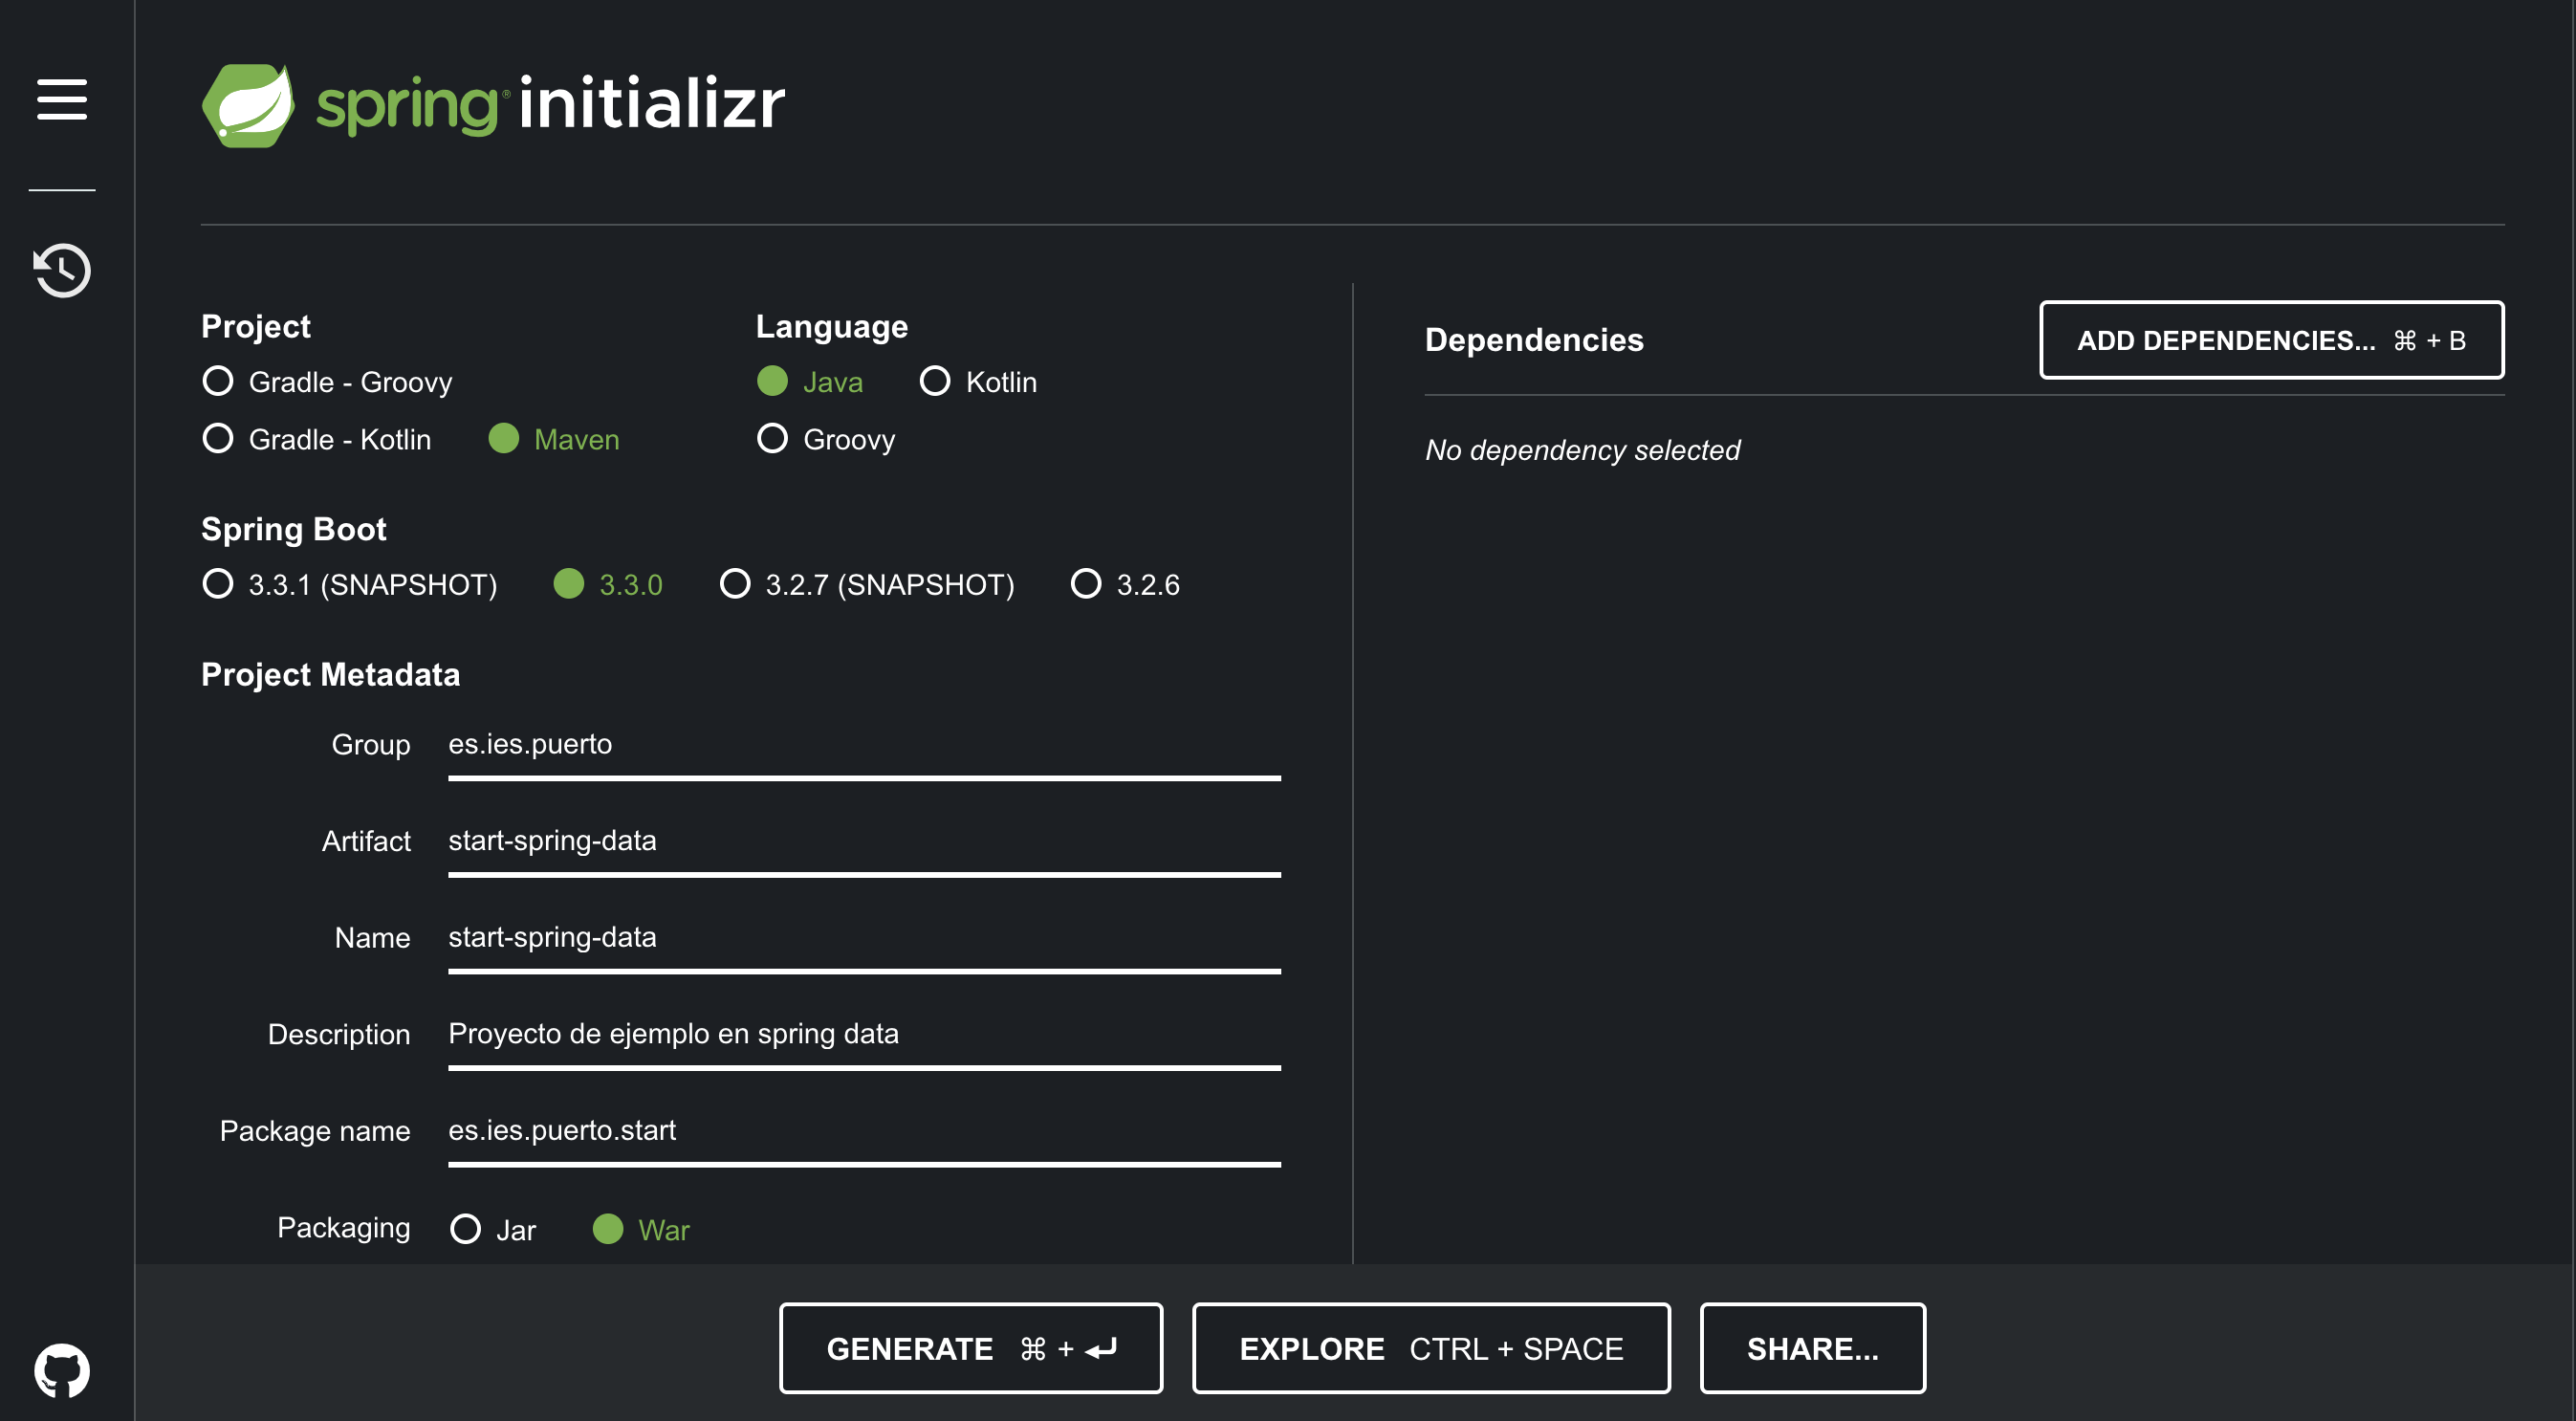 spring initializr
Project
Gradle - Groovy
Gradle - Kotlin Maven
Language
Java Kotlin
Groovy
Spring Boot
3.3.1 (SNAPSHOT) 3.3.0 3.2.7 (SNAPSHOT) 3.2.6
Project Metadata
Group es.ies.puerto
Artifact start-spring-data
Name start-spring-data
Description Proyecto de ejemplo en spring data
Package name es.ies.puerto.start
Packaging Jar War
Dependencies
ADD DEPENDENCIES... ⌘ + B
No dependency selected
GENERATE ⌘ + ⏎
EXPLORE CTRL + SPACE
SHARE...